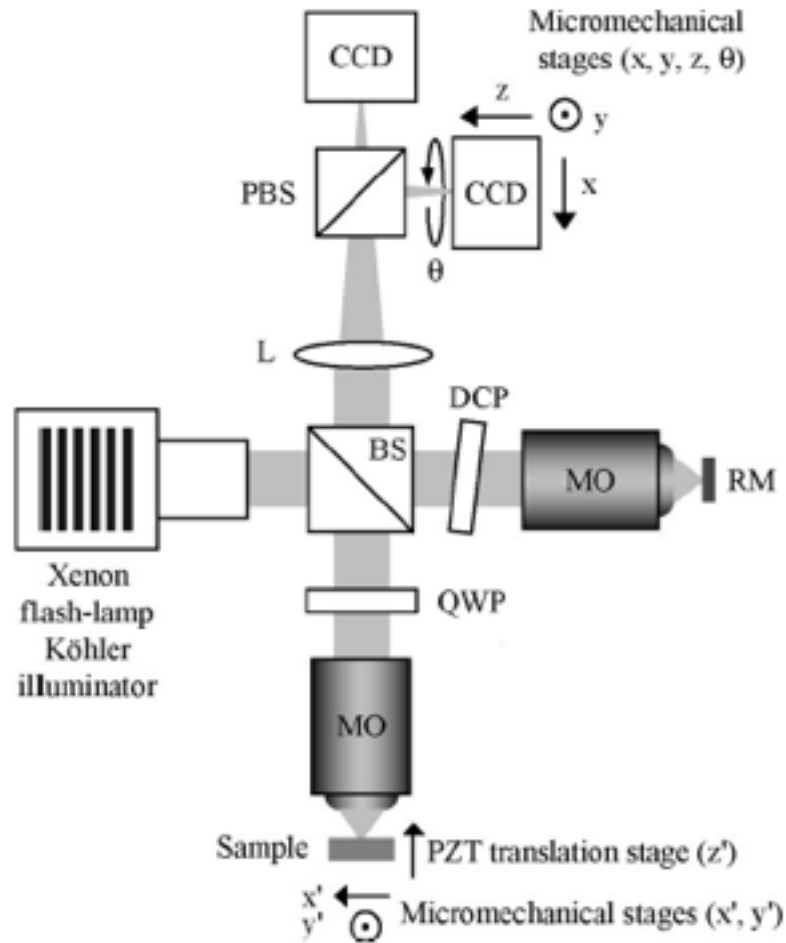 Micromechanical
stages (x, y, z, θ)
CCD
z
y
PBS
CCD
x
θ
L
DCP
BS
MO
RM
Xenon
flash-lamp
Köhler
illuminator
QWP
MO
Sample
PZT translation stage (z')
x'
y'
Micromechanical stages (x', y')